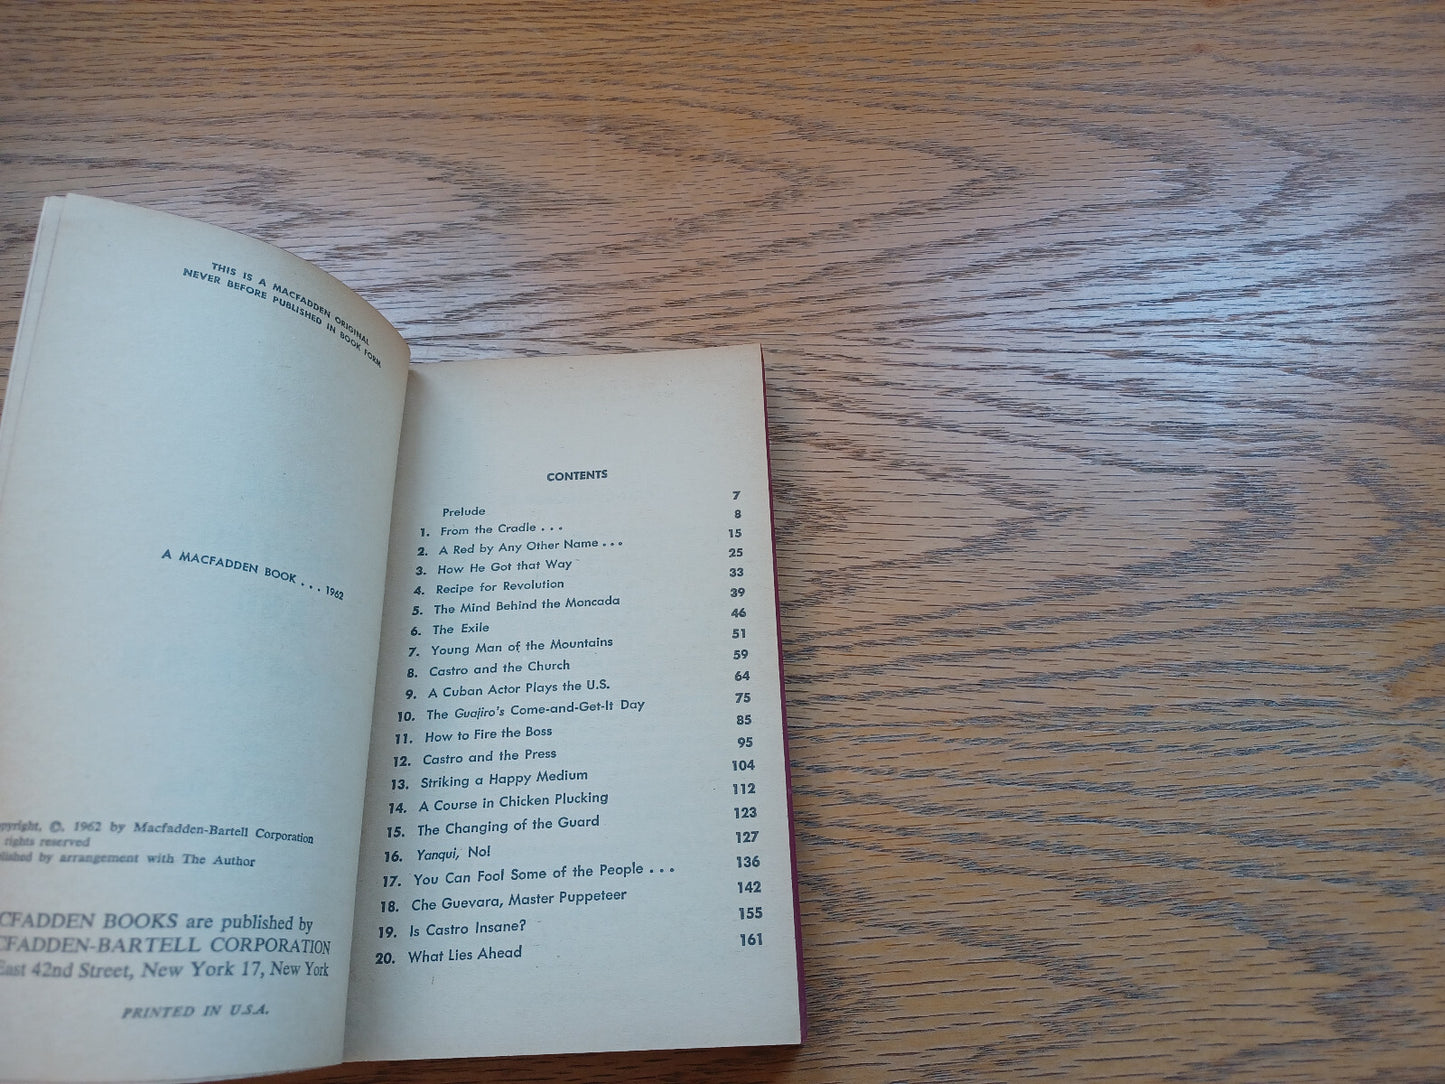 THIS IS A MACFADDEN ORIGINAL
NEVER BEFORE PUBLISHED IN BOOK FORM
A MACFADDEN BOOK . . . 1962
opyright, ©, 1962 by Macfadden-Bartell Corporation
rights reserved
lished by arrangement with The Author
CFADDEN BOOKS are published by
CFADDEN-BARTELL CORPORATION
East 42nd Street, New York 17, New York
PRINTED IN U.S.A.
CONTENTS
Prelude 7
1. From the Cradle . . . 8
2. A Red by Any Other Name . . . 15
3. How He Got that Way 25
4. Recipe for Revolution 33
5. The Mind Behind the Moncada 39
6. The Exile 46
7. Young Man of the Mountains 51
8. Castro and the Church 59
9. A Cuban Actor Plays the U.S. 64
10. The Guajiro's Come-and-Get-It Day 75
11. How to Fire the Boss 85
12. Castro and the Press 95
13. Striking a Happy Medium 104
14. A Course in Chicken Plucking 112
15. The Changing of the Guard 123
16. Yanqui, No! 127
17. You Can Fool Some of the People . . . 136
18. Che Guevara, Master Puppeteer 142
19. Is Castro Insane? 155
20. What Lies Ahead 161